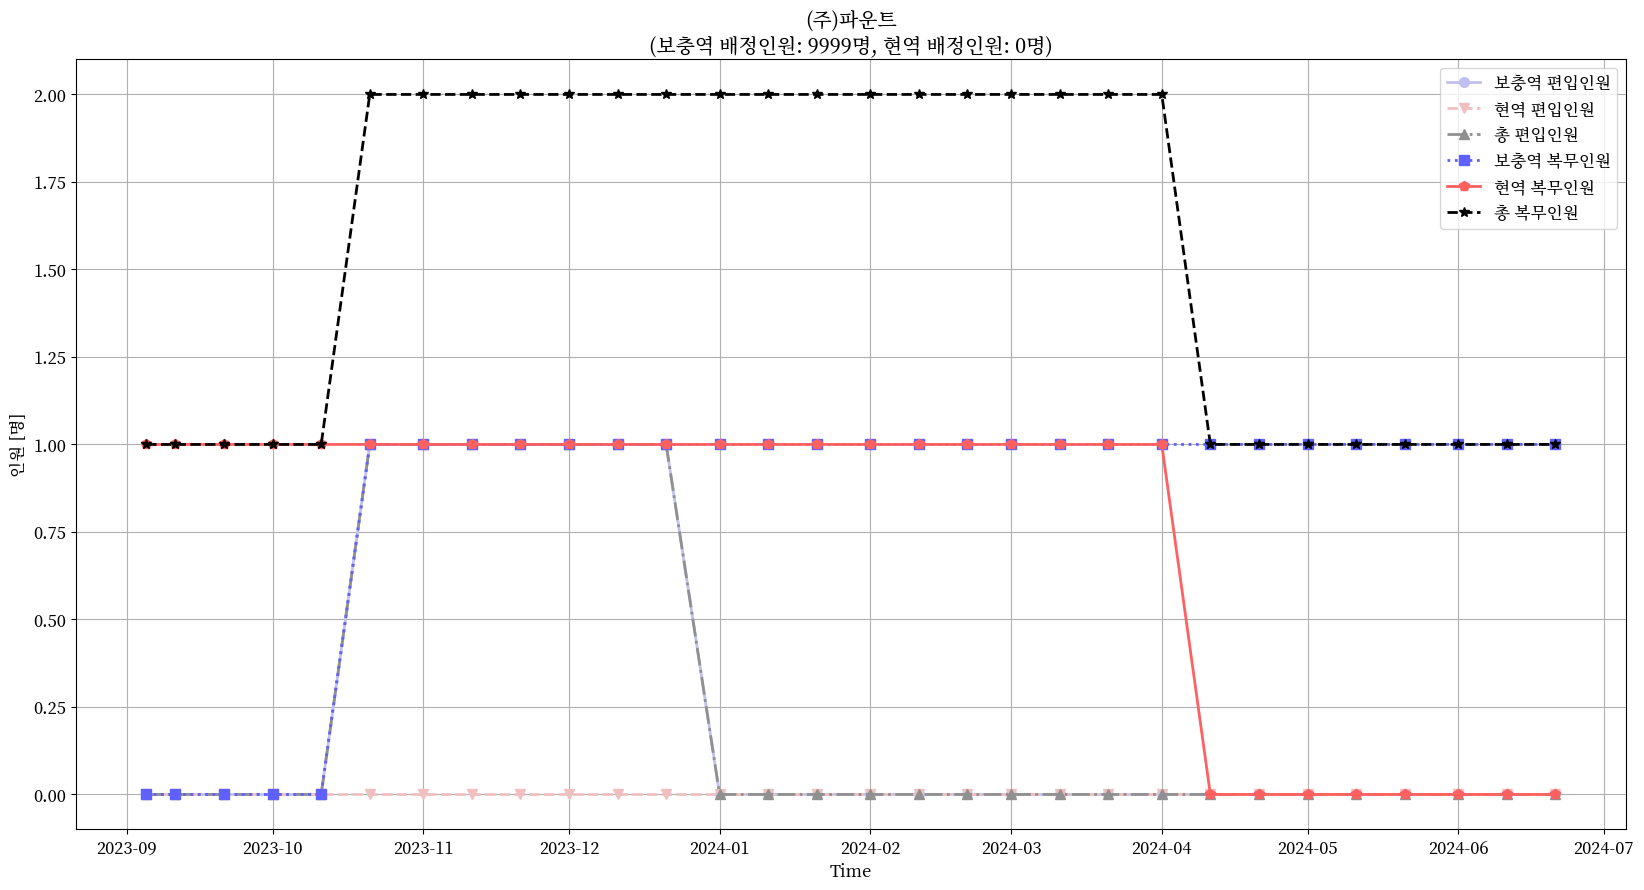 (주)파운트
(보충역 배정인원: 9999명, 현역 배정인원: 0명)
보충역 편입인원
현역 편입인원
총 편입인원
보충역 복무인원
현역 복무인원
총 복무인원
인원 [명]
2.00
1.75
1.50
1.25
1.00
0.75
0.50
0.25
0.00
2023-09 2023-10 2023-11 2023-12 2024-01 2024-02 2024-03 2024-04 2024-05 2024-06 2024-07
Time